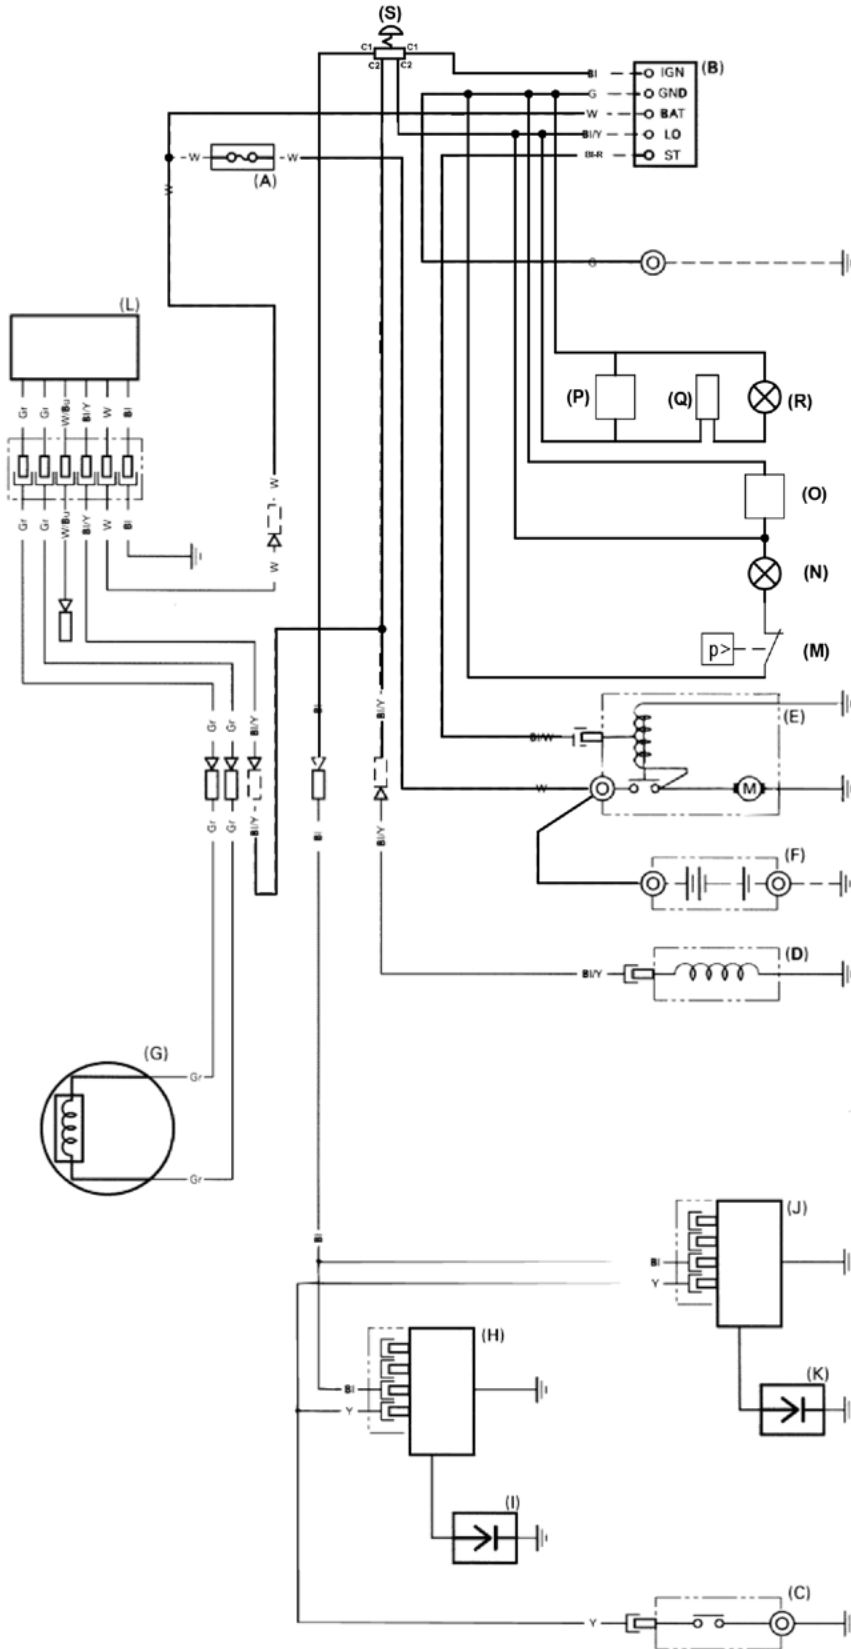 (S)
C1 C1
C2 C2
Bl IGN (B)
G GND
W BAT
Bl/Y LO
Bl-R ST
W W
(A)
W
G
(L)
Gr Gr W/Bu Bl/Y W Bl
(P) (Q) (R)
W
(O)
Gr Gr W/Bu Bl/Y W Bl
W
(N)
p> (M)
Gr Gr Bl/Y Bl Bl/Y
(E)
Bl/W
W M
Gr Gr Bl/Y Bl Bl/Y
(F)
(D)
Bl/Y
(G)
Gr
Gr
(J)
Bl
Bl
Y
(H)
(K)
Bl
Y
(I)
(C)
Y